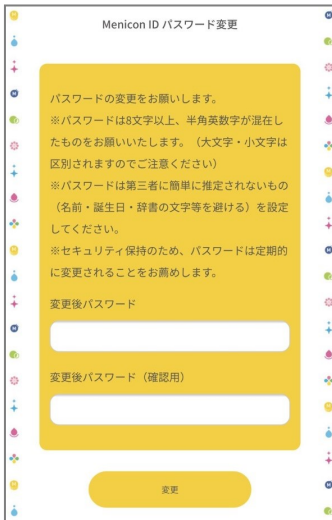 Menicon ID パスワード変更
パスワードの変更をお願いします。
※パスワードは8文字以上、半角英数字が混在し
たものをお願いいたします。（大文字・小文字は
区別されますのでご注意ください）
※パスワードは第三者に簡単に推定されないもの
（名前・誕生日・辞書の文字等を避ける）を設定
してください。
※セキュリティ保持のため、パスワードは定期的
に変更されることをお薦めします。
変更後パスワード
変更後パスワード（確認用）
変更